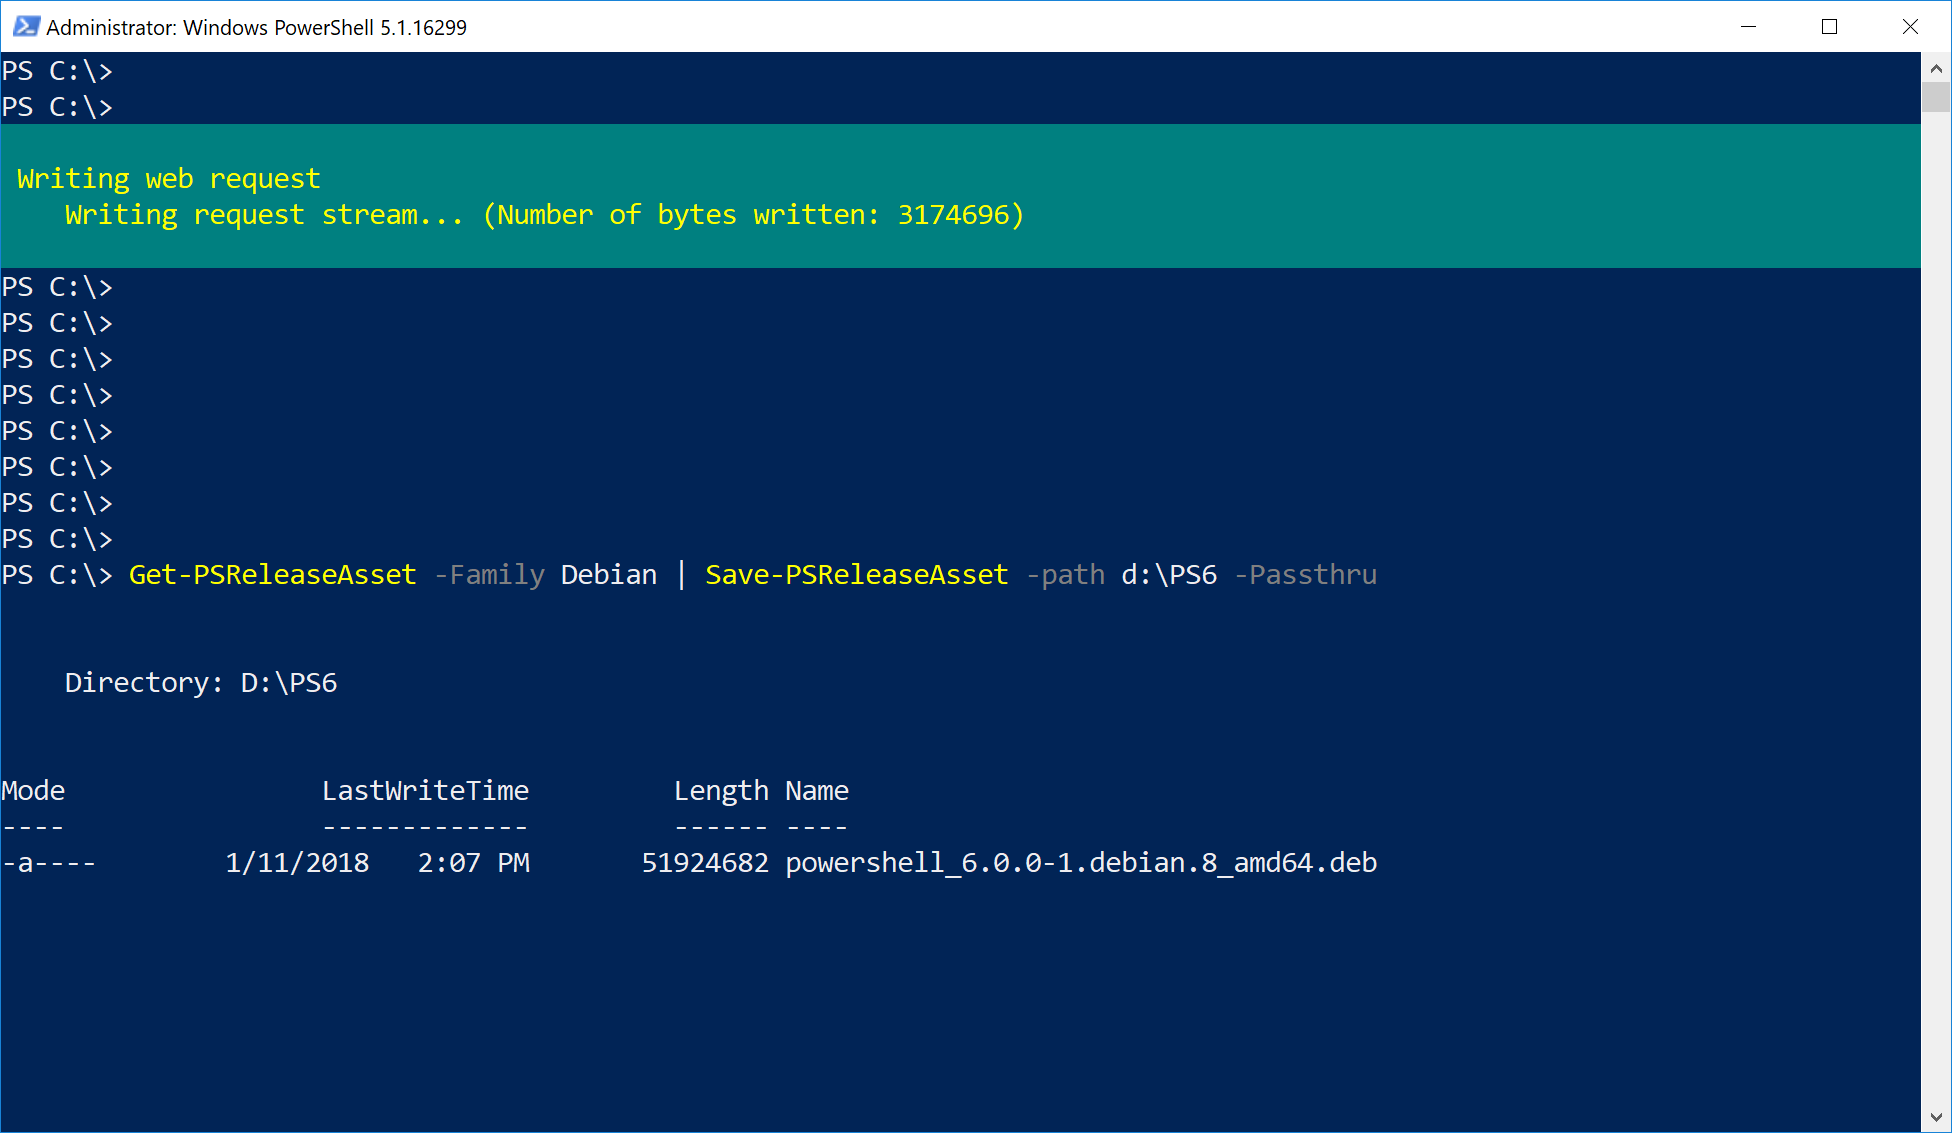 Administrator: Windows PowerShell 5.1.16299
PS C:\>
PS C:\>
Writing web request
Writing request stream... (Number of bytes written: 3174696)
PS C:\>
PS C:\>
PS C:\>
PS C:\>
PS C:\>
PS C:\>
PS C:\>
PS C:\>
PS C:\> Get-PSReleaseAsset -Family Debian | Save-PSReleaseAsset -path d:\PS6 -Passthru
Directory: D:\PS6
Mode                LastWriteTime         Length Name
----                -------------         ------ ----
-a----        1/11/2018   2:07 PM       51924682 powershell_6.0.0-1.debian.8_amd64.deb